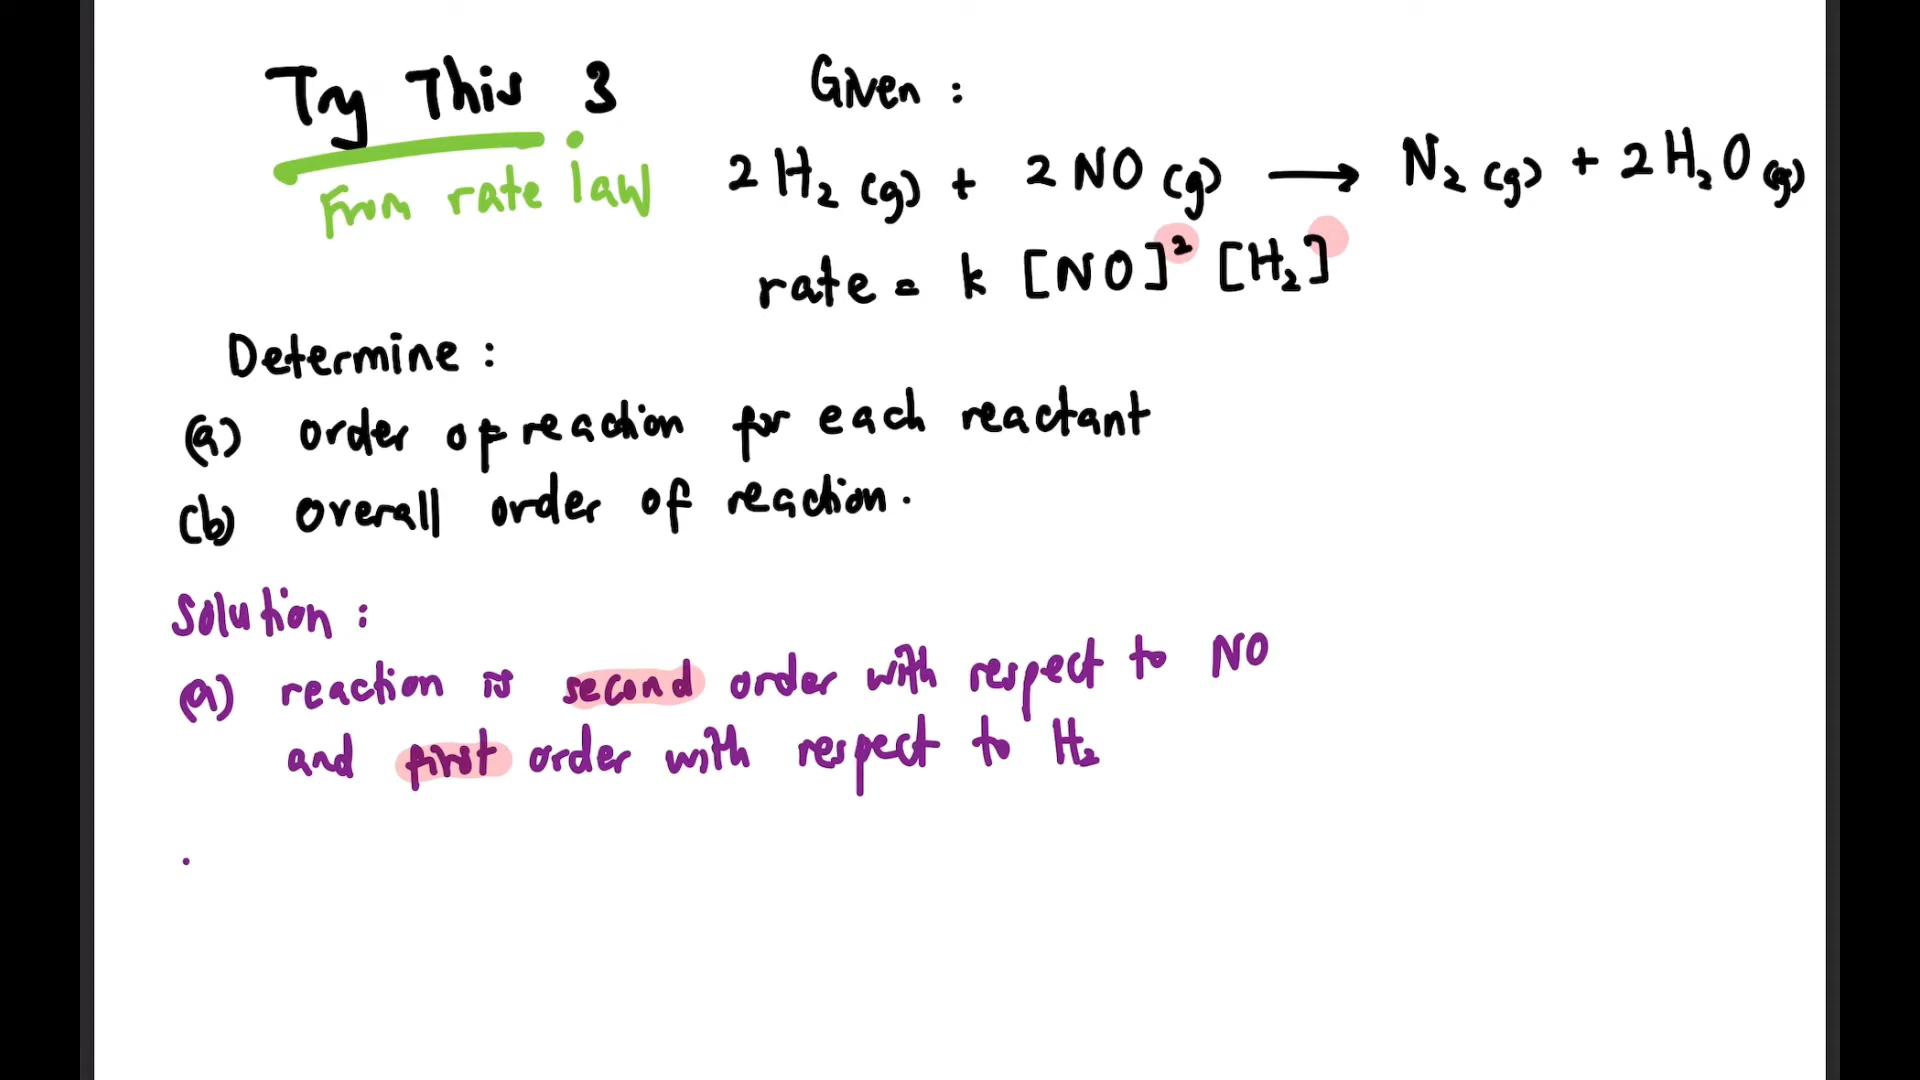 Try This 3
From rate law
Given :
2 H₂ (g) + 2 NO (g) → N₂ (g) + 2 H₂O (g)
rate = k [NO]² [H₂]
Determine :
(a) order of reaction for each reactant
(b) overall order of reaction.
Solution :
(a) reaction is second order with respect to NO
and first order with respect to H₂